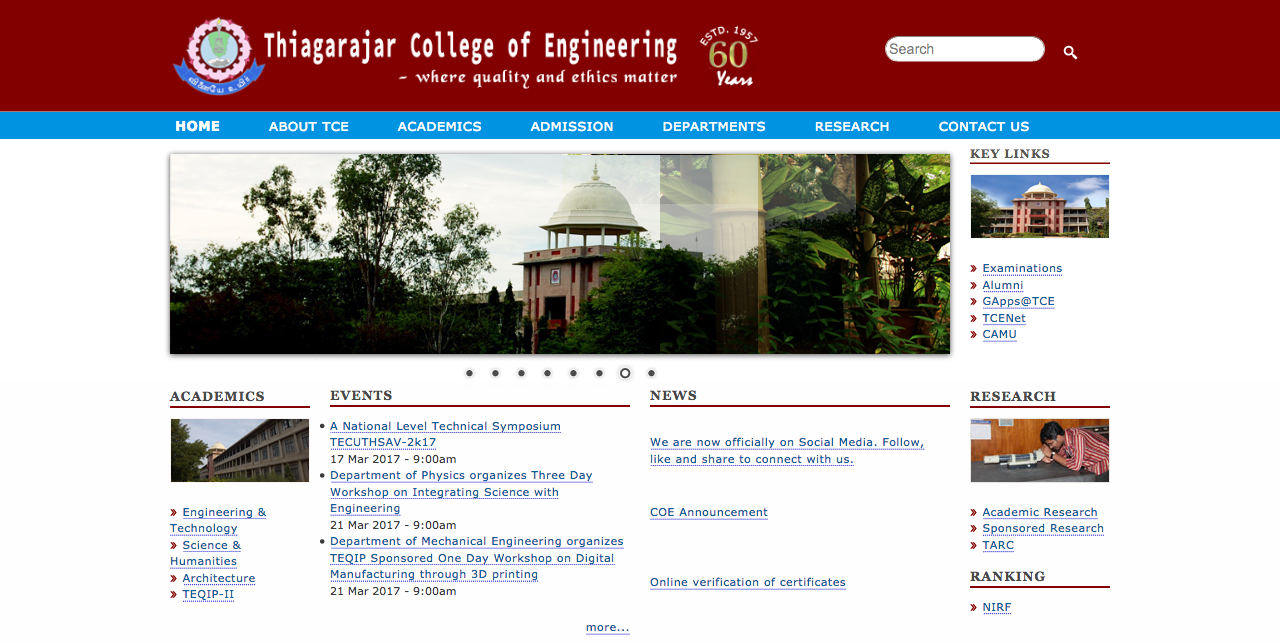 Thiagarajar College of Engineering
- where quality and ethics matter
ESTD. 1957
60
Years
Search
HOME
ABOUT TCE
ACADEMICS
ADMISSION
DEPARTMENTS
RESEARCH
CONTACT US
KEY LINKS
» Examinations
» Alumni
» GApps@TCE
» TCENet
» CAMU
ACADEMICS
» Engineering &
Technology
» Science &
Humanities
» Architecture
» TEQIP-II
EVENTS
• A National Level Technical Symposium
TECUTHSAV-2k17
17 Mar 2017 - 9:00am
• Department of Physics organizes Three Day
Workshop on Integrating Science with
Engineering
21 Mar 2017 - 9:00am
• Department of Mechanical Engineering organizes
TEQIP Sponsored One Day Workshop on Digital
Manufacturing through 3D printing
21 Mar 2017 - 9:00am
more...
NEWS
We are now officially on Social Media. Follow,
like and share to connect with us.
COE Announcement
Online verification of certificates
RESEARCH
» Academic Research
» Sponsored Research
» TARC
RANKING
» NIRF